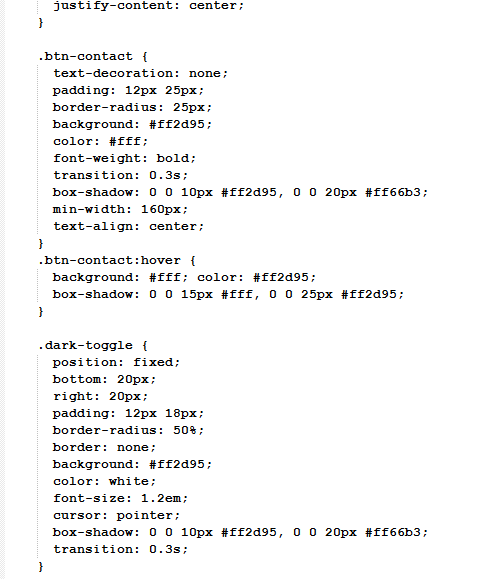 justify-content: center;
}
.btn-contact {
text-decoration: none;
padding: 12px 25px;
border-radius: 25px;
background: #ff2d95;
color: #fff;
font-weight: bold;
transition: 0.3s;
box-shadow: 0 0 10px #ff2d95, 0 0 20px #ff66b3;
min-width: 160px;
text-align: center;
}
.btn-contact:hover {
background: #fff; color: #ff2d95;
box-shadow: 0 0 15px #fff, 0 0 25px #ff2d95;
}
.dark-toggle {
position: fixed;
bottom: 20px;
right: 20px;
padding: 12px 18px;
border-radius: 50%;
border: none;
background: #ff2d95;
color: white;
font-size: 1.2em;
cursor: pointer;
box-shadow: 0 0 10px #ff2d95, 0 0 20px #ff66b3;
transition: 0.3s;
}